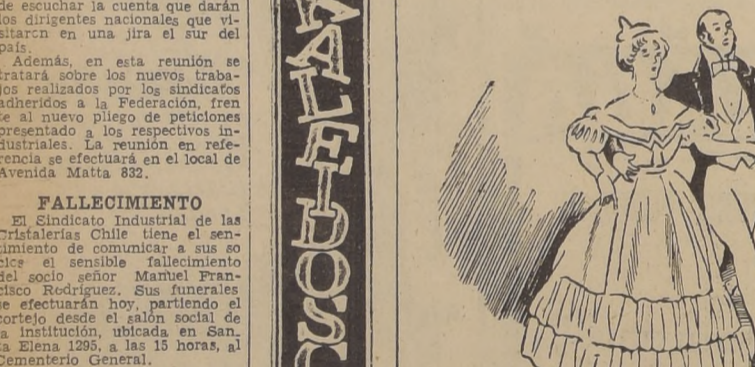 de escuchar la cuenta que darán
los dirigentes nacionales que vi-
sitaron en una jira el sur del
país.
Además, en esta reunión se
tratará sobre los nuevos traba-
jos realizados por los sindicatos
adheridos a la Federación, fren
te al nuevo pliego de peticiones
presentado a los respectivos in-
dustriales. La reunión en refe-
rencia se efectuará en el local de
Avenida Matta 832.
FALLECIMIENTO
El Sindicato Industrial de las
Cristalerías Chile tiene el sen-
timiento de comunicar a sus so
cios el sensible fallecimiento
del socio señor Manuel Fran-
cisco Rodríguez. Sus funerales
se efectuarán hoy, partiendo el
cortejo desde el salón social de
la institución, ubicada en San-
ta Elena 1295, a las 15 horas, al
Cementerio General.
ALEIDOS